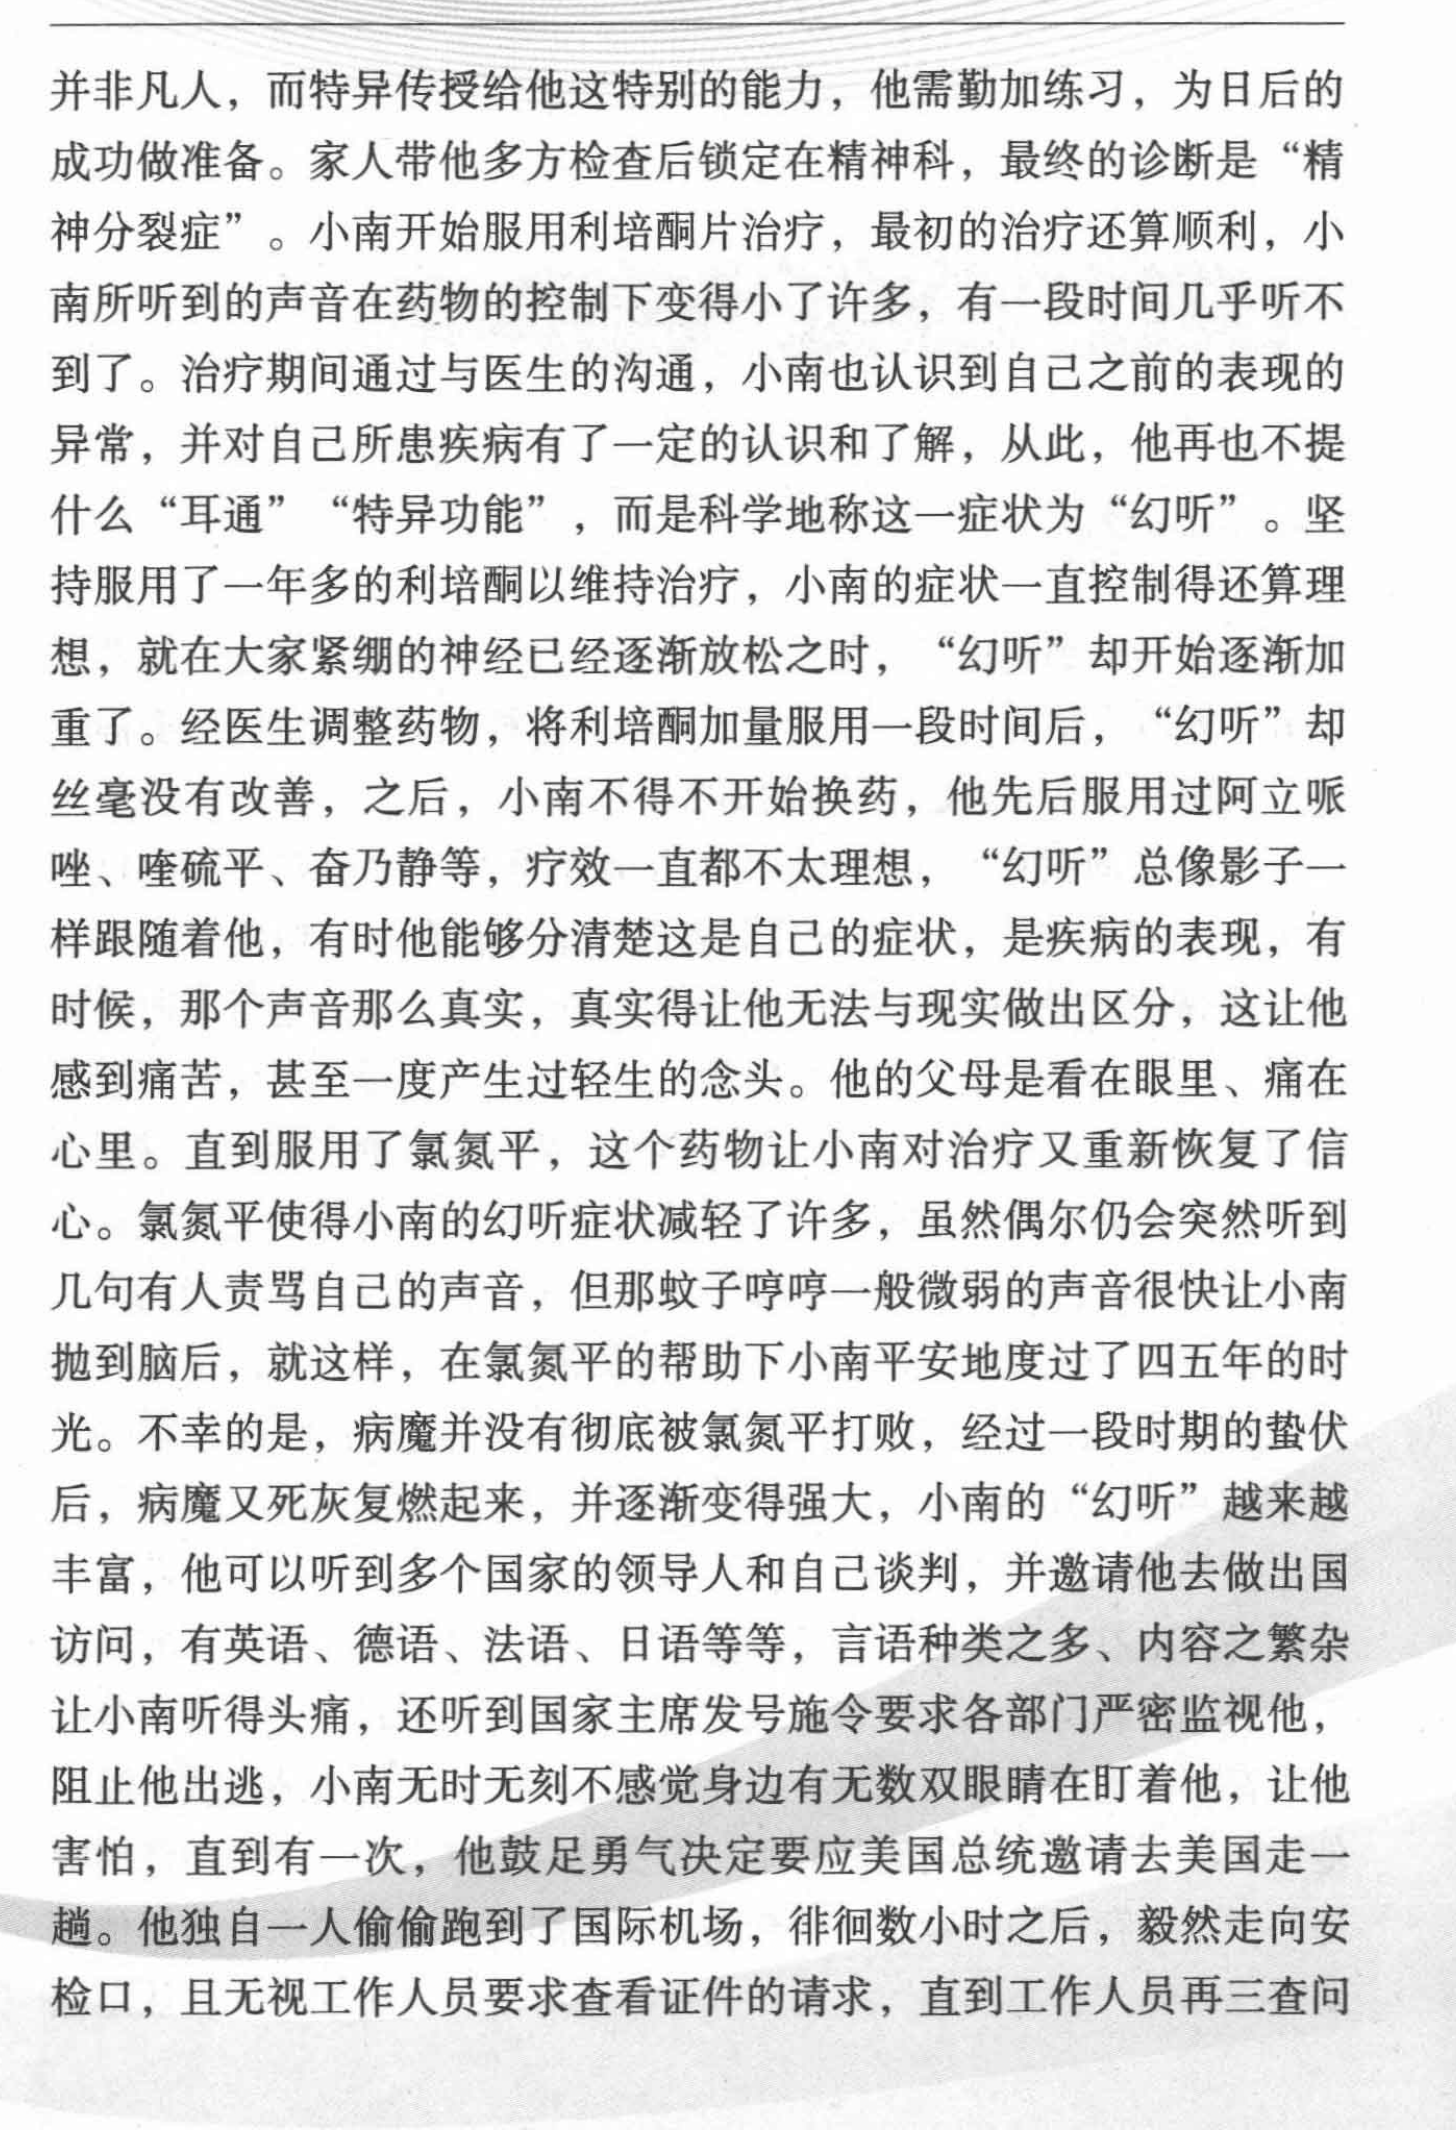 并非凡人，而特异传授给他这特别的能力，他需勤加练习，为日后的
成功做准备。家人带他多方检查后锁定在精神科，最终的诊断是“精
神分裂症”。小南开始服用利培酮片治疗，最初的治疗还算顺利，小
南所听到的声音在药物的控制下变得小了许多，有一段时间几乎听不
到了。治疗期间通过与医生的沟通，小南也认识到自己之前的表现的
异常，并对自己所患疾病有了一定的认识和了解，从此，他再也不提
什么“耳通”“特异功能”，而是科学地称这一症状为“幻听”。坚
持服用了一年多的利培酮以维持治疗，小南的症状一直控制得还算理
想，就在大家紧绷的神经已经逐渐放松之时，“幻听”却开始逐渐加
重了。经医生调整药物，将利培酮加量服用一段时间后，“幻听”却
丝毫没有改善，之后，小南不得不开始换药，他先后服用过阿立哌
唑、喹硫平、奋乃静等，疗效一直都不太理想，“幻听”总像影子一
样跟随着他，有时他能够分清楚这是自己的症状，是疾病的表现，有
时候，那个声音那么真实，真实得让他无法与现实做出区分，这让他
感到痛苦，甚至一度产生过轻生的念头。他的父母是看在眼里、痛在
心里。直到服用了氯氮平，这个药物让小南对治疗又重新恢复了信
心。氯氮平使得小南的幻听症状减轻了许多，虽然偶尔仍会突然听到
几句有人责骂自己的声音，但那蚊子哼哼一般微弱的声音很快让小南
抛到脑后，就这样，在氯氮平的帮助下小南平安地度过了四五年的时
光。不幸的是，病魔并没有彻底被氯氮平打败，经过一段时期的蛰伏
后，病魔又死灰复燃起来，并逐渐变得强大，小南的“幻听”越来越
丰富，他可以听到多个国家的领导人和自己谈判，并邀请他去做出国
访问，有英语、德语、法语、日语等等，言语种类之多、内容之繁杂
让小南听得头痛，还听到国家主席发号施令要求各部门严密监视他，
阻止他出逃，小南无时无刻不感觉身边有无数双眼睛在盯着他，让他
害怕，直到有一次，他鼓足勇气决定要应美国总统邀请去美国走一
趟。他独自一人偷偷跑到了国际机场，徘徊数小时之后，毅然走向安
检口，且无视工作人员要求查看证件的请求，直到工作人员再三查问